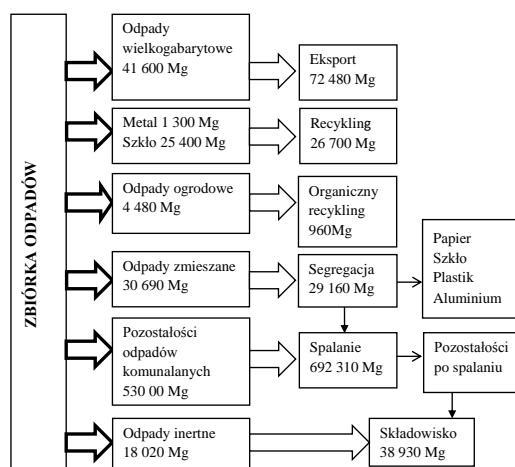 ZBIÓRKA ODPADÓW
Odpady
wielkogabarytowe
41 600 Mg
Eksport
72 480 Mg
Metal 1 300 Mg
Szkło 25 400 Mg
Recykling
26 700 Mg
Odpady ogrodowe
4 480 Mg
Organiczny
recykling
960Mg
Odpady zmieszane
30 690 Mg
Segregacja
29 160 Mg
Papier
Szkło
Plastik
Aluminium
Pozostałości
odpadów
komunalanych
530 00 Mg
Spalanie
692 310 Mg
Pozostałości
po spalaniu
Odpady inertne
18 020 Mg
Składowisko
38 930 Mg